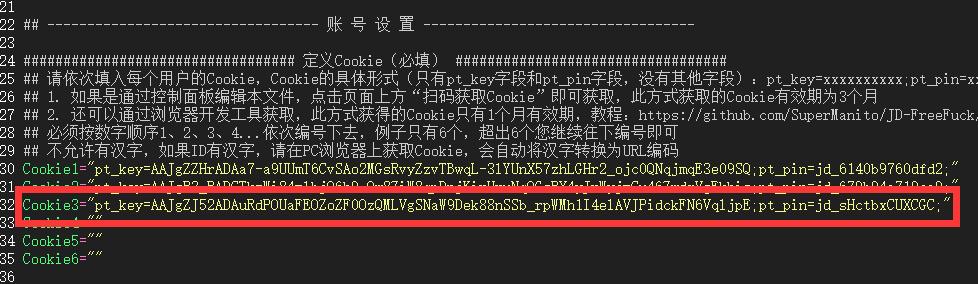 21
22 ## ---------------------------------- 账 号 设 置 ----------------------------------
23
24 ################################## 定义Cookie（必填） ##################################
25 ## 请依次填入每个用户的Cookie，Cookie的具体形式（只有pt_key字段和pt_pin字段，没有其他字段）：pt_key=xxxxxxxxxx;pt_pin=x
26 ## 1. 如果是通过控制面板编辑本文件，点击页面上方“扫码获取Cookie”即可获取，此方式获取的Cookie有效期为3个月
27 ## 2. 还可以通过浏览器开发工具获取，此方式获得的Cookie只有1个月有效期，教程：https://github.com/SuperManito/JD-FreeFuck/
28 ## 必须按数字顺序1、2、3、4...依次编号下去，例子只有6个，超出6个您继续往下编号即可
29 ## 不允许有汉字，如果ID有汉字，请在PC浏览器上获取Cookie，会自动将汉字转换为URL编码
30 Cookie1="pt_key=AAJgZZHrADAa7-a9UUmT6CvSAo2MGsRvyZzvTBwqL-31YUhX57zhLGHr2_ojc0QNqjmqE3e09SQ;pt_pin=jd_6140b9760dfd2;"
31
32 Cookie3="pt_key=AAJgZJ52ADAuRdPOUaFEOZoZF0OzQMLVgSNaW9Dek88nSSb_rpWMh1I4e1AVJPidckFN6Vq1jpE;pt_pin=jd_sHctbxCUXCGC;"
33
34 Cookie5=""
35 Cookie6=""
36